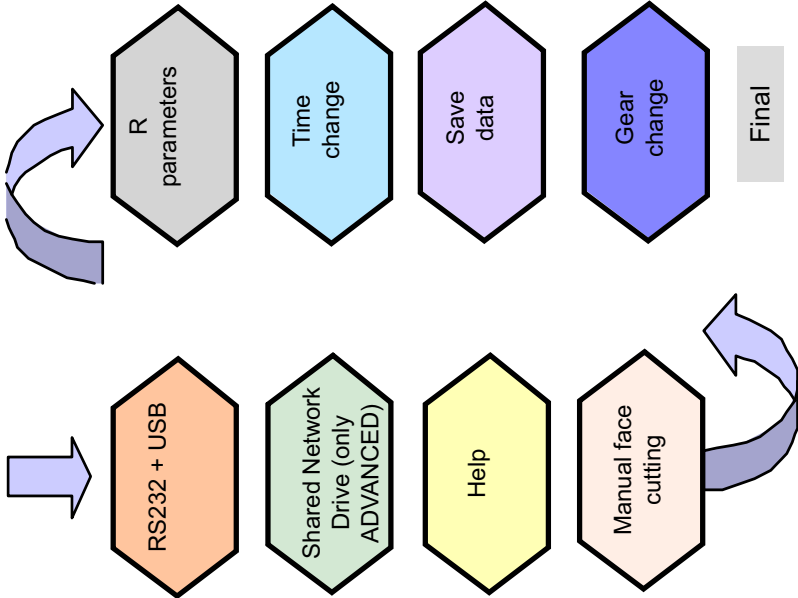 RS232 + USB
Shared Network
Drive (only
ADVANCED)
Help
Manual face
cutting
R
parameters
Time
change
Save
data
Gear
change
Final